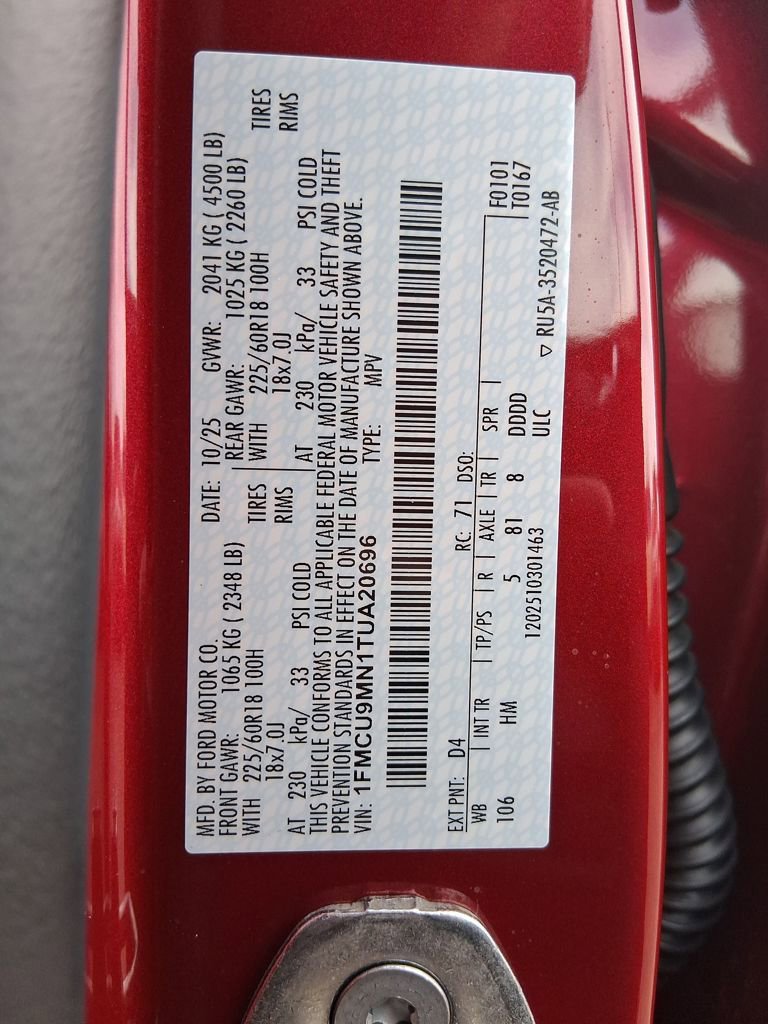 MFD. BY FORD MOTOR CO. DATE: 10/25 GVWR: 2041 KG ( 4500 LB)
FRONT GAWR: 1065 KG ( 2348 LB) REAR GAWR: 1025 KG ( 2260 LB)
WITH 225/60R18 100H TIRES WITH 225/60R18 100H TIRES
18x7.0J RIMS 18x7.0J RIMS
AT 230 kPa/ 33 PSI COLD AT 230 kPa/ 33 PSI COLD
THIS VEHICLE CONFORMS TO ALL APPLICABLE FEDERAL MOTOR VEHICLE SAFETY AND THEFT
PREVENTION STANDARDS IN EFFECT ON THE DATE OF MANUFACTURE SHOWN ABOVE.
VIN: 1FMCU9MN1TUA20696 TYPE: MPV
EXT PNT: D4 RC: 71 DSO:
WB INT TR TP/PS R AXLE TR SPR F0101
106 HM 5 81 8 DDDD T0167
ULC
1202510301463 ▽ RU5A-3520472-AB